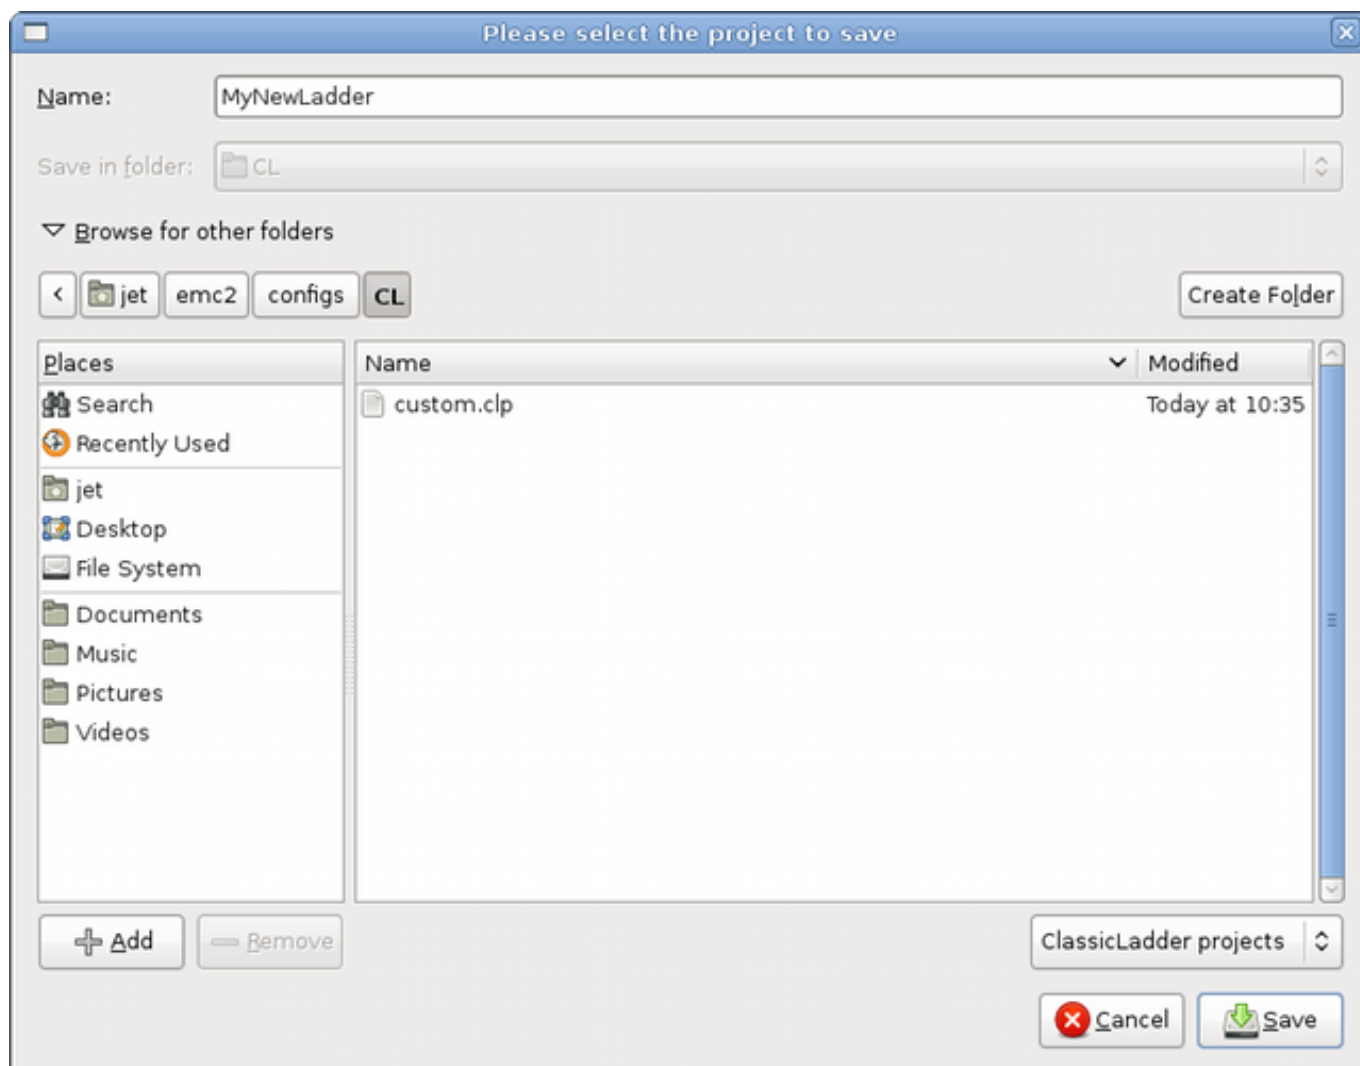 Please select the project to save
Name: MyNewLadder
Save in folder: CL
Browse for other folders
jet emc2 configs CL Create Folder
Places Name Modified
Search custom.clp Today at 10:35
Recently Used
jet
Desktop
File System
Documents
Music
Pictures
Videos
Add Remove ClassicLadder projects
Cancel Save